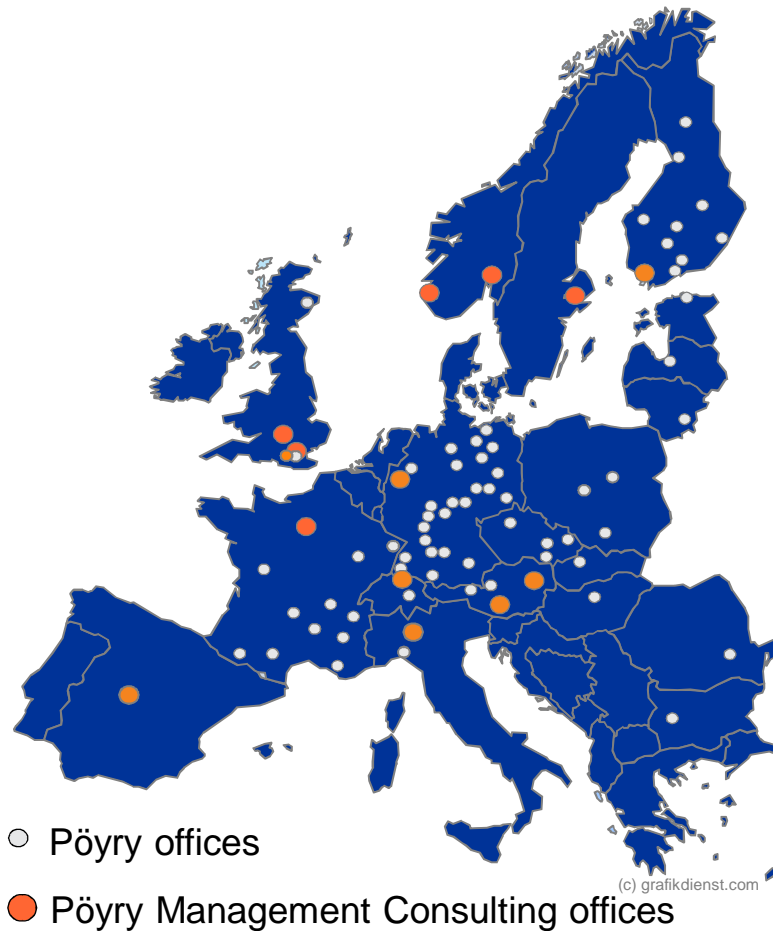 Pöyry offices
(c) grafikdienst.com
Pöyry Management Consulting offices